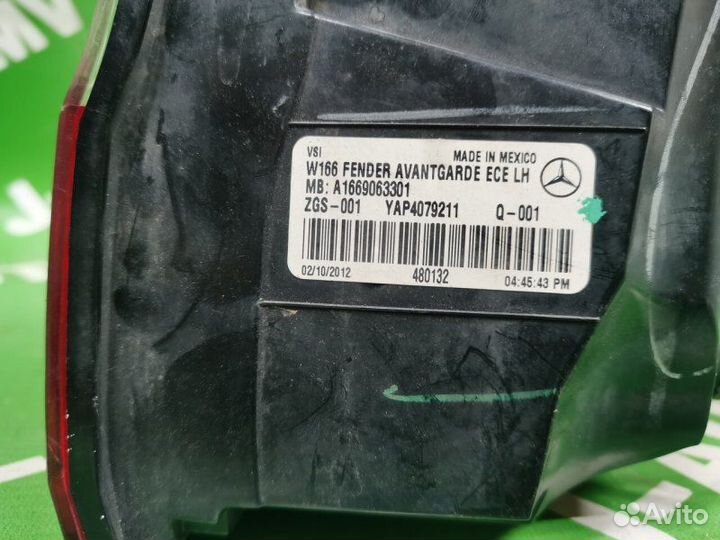 VSI MADE IN MEXICO
W166 FENDER AVANTGARDE ECE LH
MB: A1669063301
ZGS-001 YAP4079211 Q-001
02/10/2012 480132 04:45:43 PM
Avito